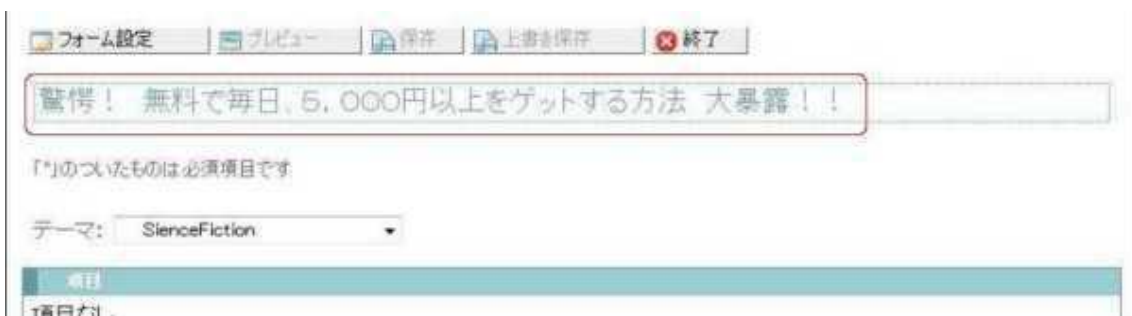 フォーム設定 プレビュー 保存 上書き保存 終了
驚愕！ 無料で毎日、5,000円以上をゲットする方法 大暴露！！
「*」のついたものは必須項目です
テーマ: SienceFiction
項目
項目なし